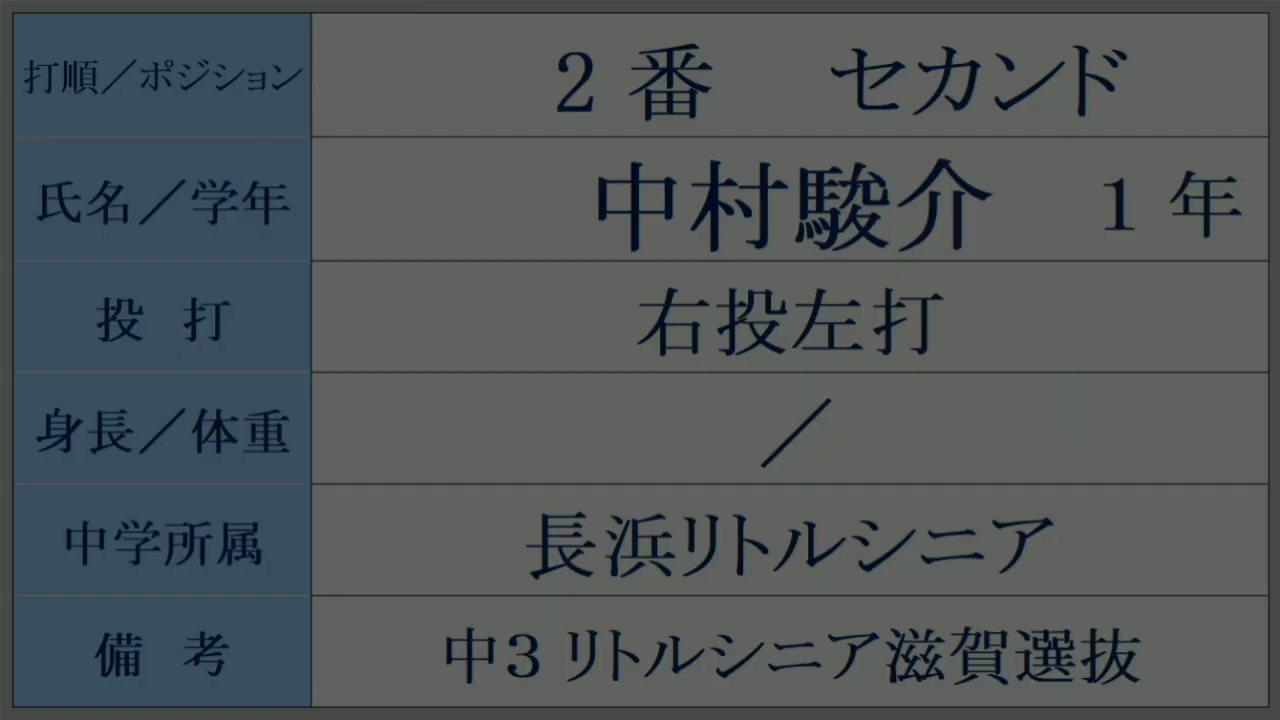 打順／ポジション 2番 セカンド
氏名／学年 中村駿介 1年
投 打 右投左打
身長／体重 ／
中学所属 長浜リトルシニア
備 考 中3 リトルシニア滋賀選抜